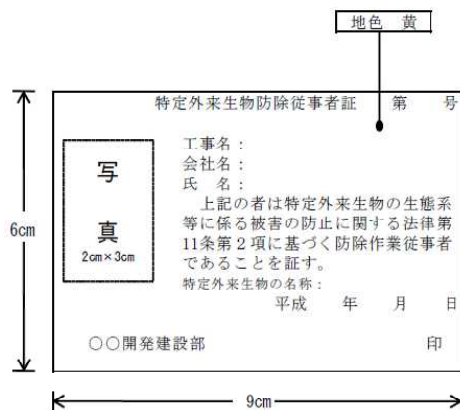 地色 黄
特定外来生物防除従事者証 第 号
工事名：
会社名：
氏 名：
上記の者は特定外来生物の生態系
等に係る被害の防止に関する法律第
11条第２項に基づく防除作業従事者
であることを証す。
特定外来生物の名称：
平成 年 月 日
写
真
2cm×3cm
〇〇開発建設部 印
6cm
9cm